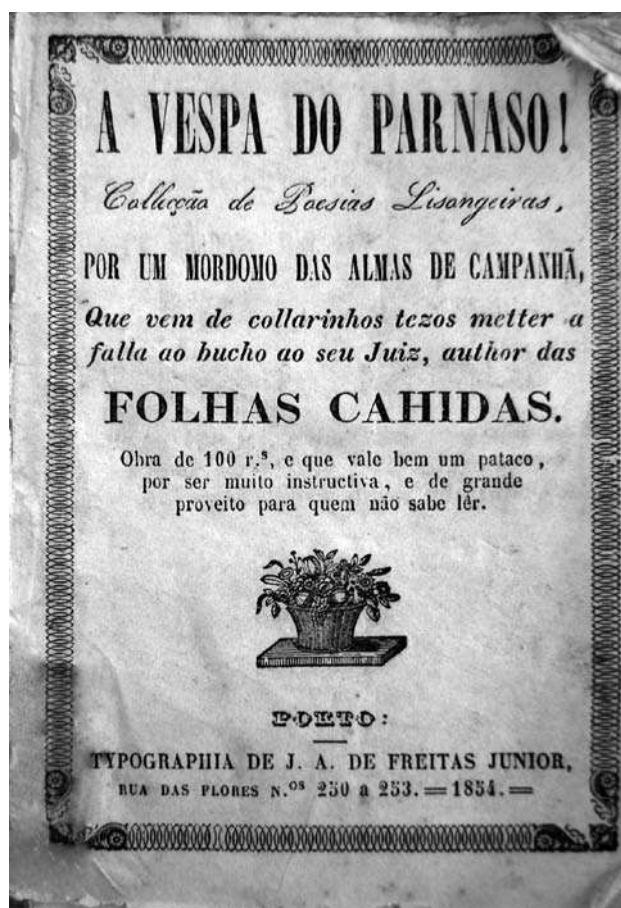 A VESPA DO PARNASO!
Collecção de Poesias Lisongeiras,
POR UM MORDOMO DAS ALMAS DE CAMPANHÃ,
Que vem de collarinhos tezos metter a
falla ao bucho ao seu Juiz, author das
FOLHAS CAHIDAS.
Obra de 100 r.ˢ, e que vale bem um pataco,
por ser muito instructiva, e de grande
proveito para quem não sabe lêr.
PORTO:
TYPOGRAPHIA DE J. A. DE FREITAS JUNIOR,
RUA DAS FLORES N.ᴼˢ 250 a 253.=1854.=